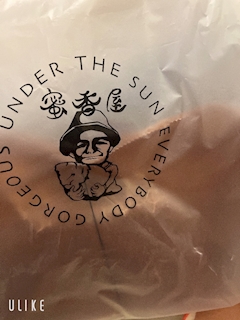 GORGEOUS UNDER THE SUN EVERYBODY
蜜香屋
ULIKE